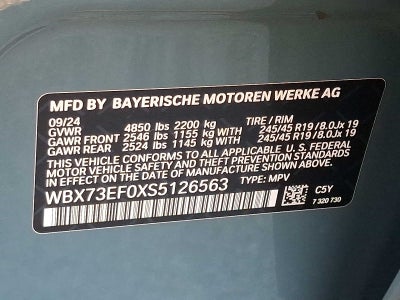 MFD BY BAYERISCHE MOTOREN WERKE AG
09/24 TIRE / RIM
GVWR 4850 lbs 2200 kg
GAWR FRONT 2546 lbs 1155 kg WITH 245/45 R19 / 8.0Jx 19
GAWR REAR 2524 lbs 1145 kg WITH 245/45 R19 / 8.0Jx 19
THIS VEHICLE CONFORMS TO ALL APPLICABLE U.S. FEDERAL
MOTOR VEHICLE SAFETY AND THEFT PREVENTION STANDARDS
IN EFFECT ON THE DATE OF MANUFACTURE SHOWN ABOVE.
WBX73EF0XS5126563 TYPE: MPV
C5Y
7 320 730